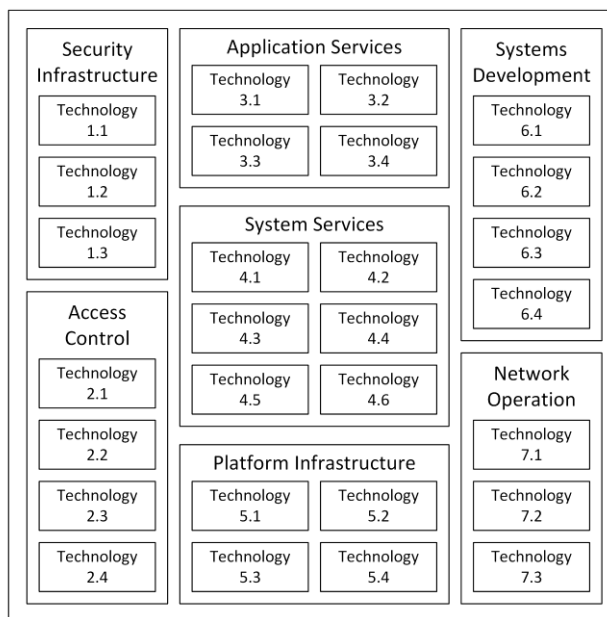 Security
Infrastructure
Technology
1.1
Technology
1.2
Technology
1.3
Access
Control
Technology
2.1
Technology
2.2
Technology
2.3
Technology
2.4
Application Services
Technology
3.1
Technology
3.2
Technology
3.3
Technology
3.4
System Services
Technology
4.1
Technology
4.2
Technology
4.3
Technology
4.4
Technology
4.5
Technology
4.6
Platform Infrastructure
Technology
5.1
Technology
5.2
Technology
5.3
Technology
5.4
Systems
Development
Technology
6.1
Technology
6.2
Technology
6.3
Technology
6.4
Network
Operation
Technology
7.1
Technology
7.2
Technology
7.3